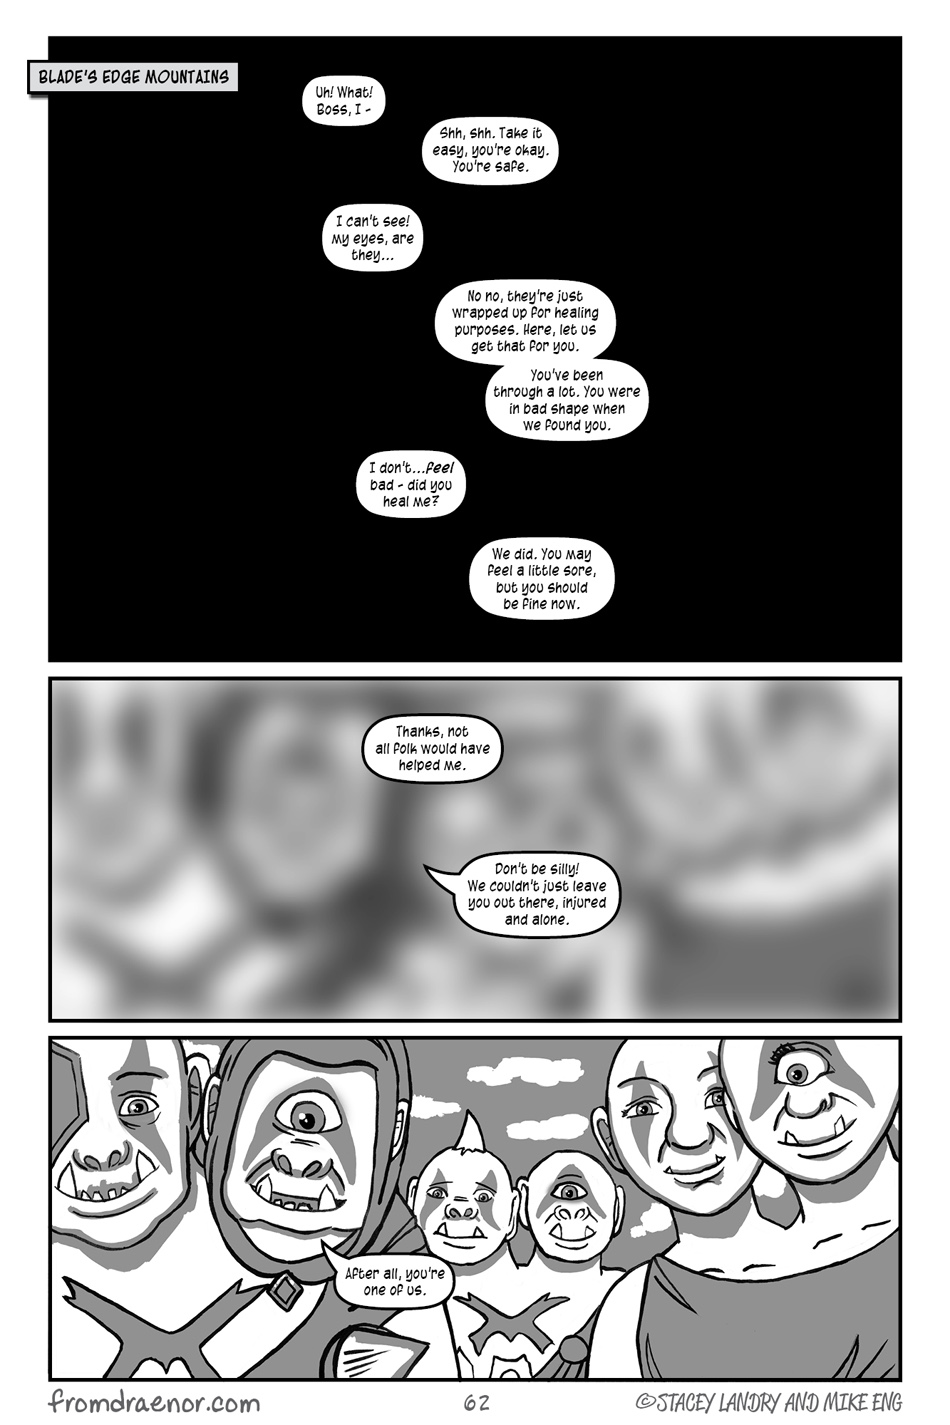 BLADE'S EDGE MOUNTAINS
Uh! What!
Boss, I -
Shh, shh. Take it
easy, you're okay.
You're safe.
I can't see!
My eyes, are
they...
No no, they're just
wrapped up for healing
purposes. Here, let us
get that for you.
You've been
through a lot. You were
in bad shape when
we found you.
I don't...feel
bad - did you
heal me?
We did. You may
feel a little sore,
but you should
be fine now.
Thanks, not
all folk would have
helped me.
Don't be silly!
We couldn't just leave
you out there, injured
and alone.
After all, you're
one of us.
fromdraenor.com
62
©STACEY LANDRY AND MIKE ENG